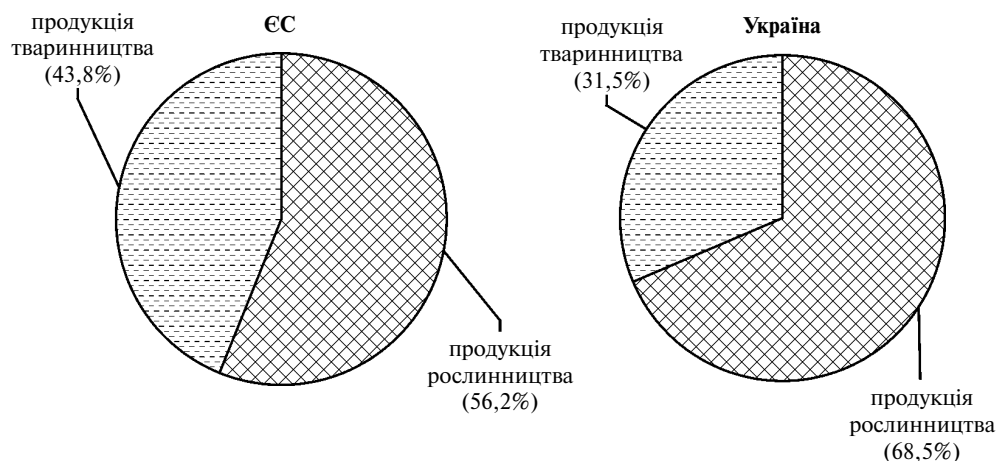 ЄС
продукція
тваринництва
(43,8%)
продукція
рослинництва
(56,2%)
Україна
продукція
тваринництва
(31,5%)
продукція
рослинництва
(68,5%)